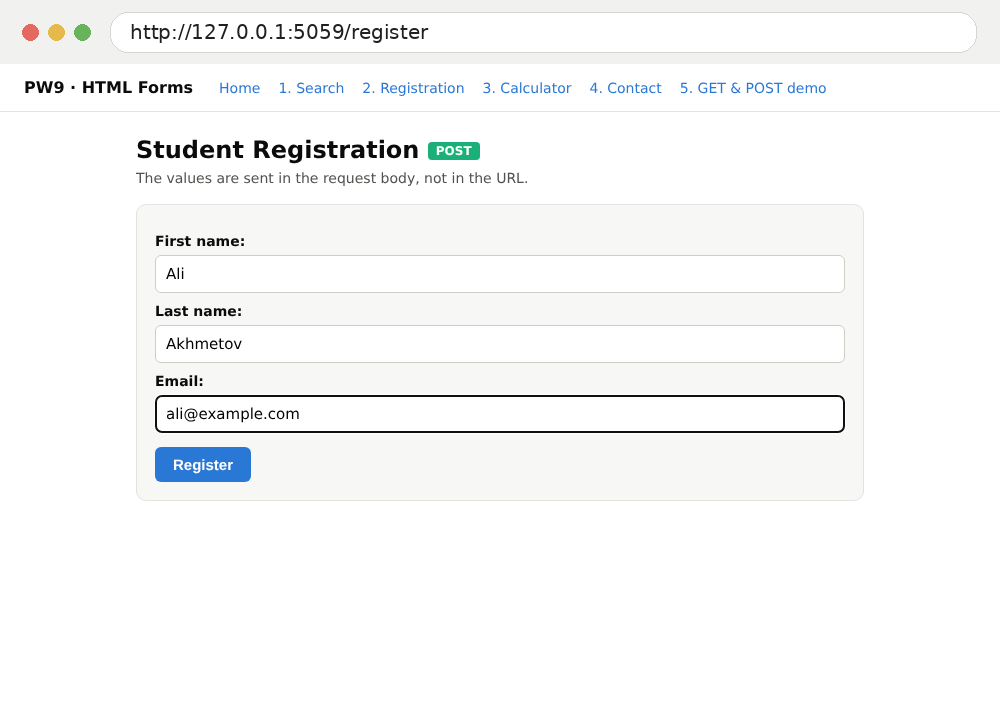 http://127.0.0.1:5059/register
PW9 · HTML Forms Home 1. Search 2. Registration 3. Calculator 4. Contact 5. GET & POST demo
Student Registration POST
The values are sent in the request body, not in the URL.
First name:
Ali
Last name:
Akhmetov
Email:
ali@example.com
Register